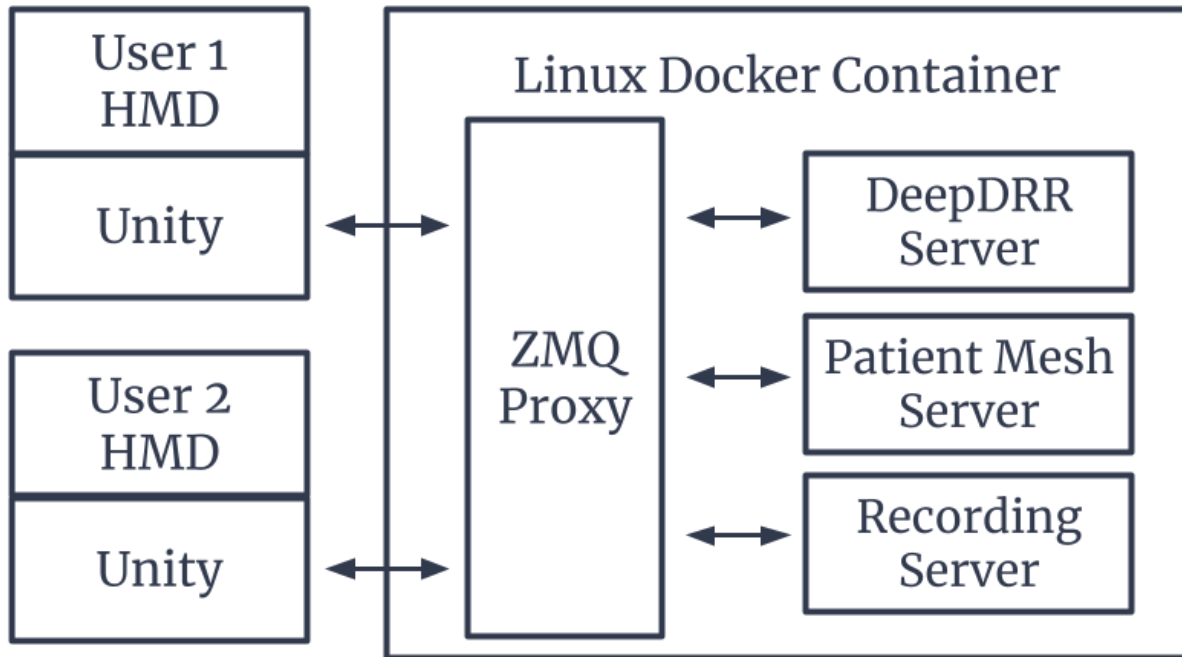 User 1
HMD
Unity
User 2
HMD
Unity
Linux Docker Container
ZMQ
Proxy
DeepDRR
Server
Patient Mesh
Server
Recording
Server